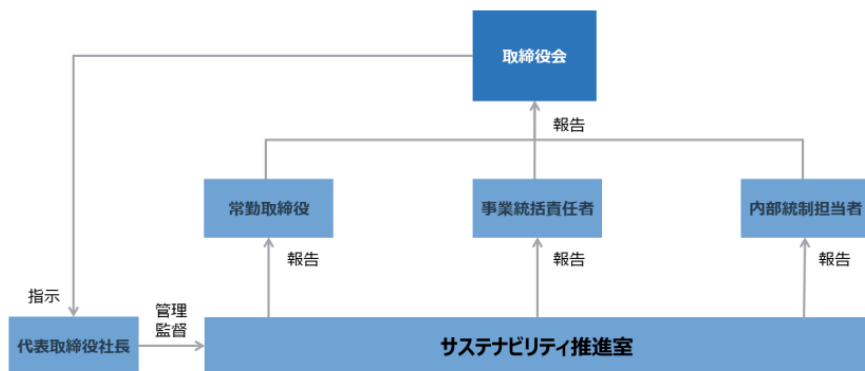 取締役会
報告
常勤取締役
事業統括責任者
内部統制担当者
報告
報告
報告
指示
管理
監督
代表取締役社長
サステナビリティ推進室